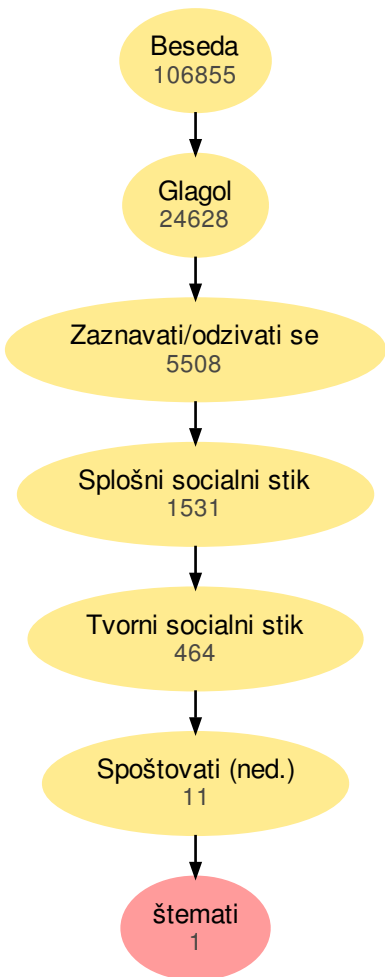 Beseda
106855
Glagol
24628
Zaznavati/odzivati se
5508
Splošni socialni stik
1531
Tvorni socialni stik
464
Spoštovati (ned.)
11
štemati
1